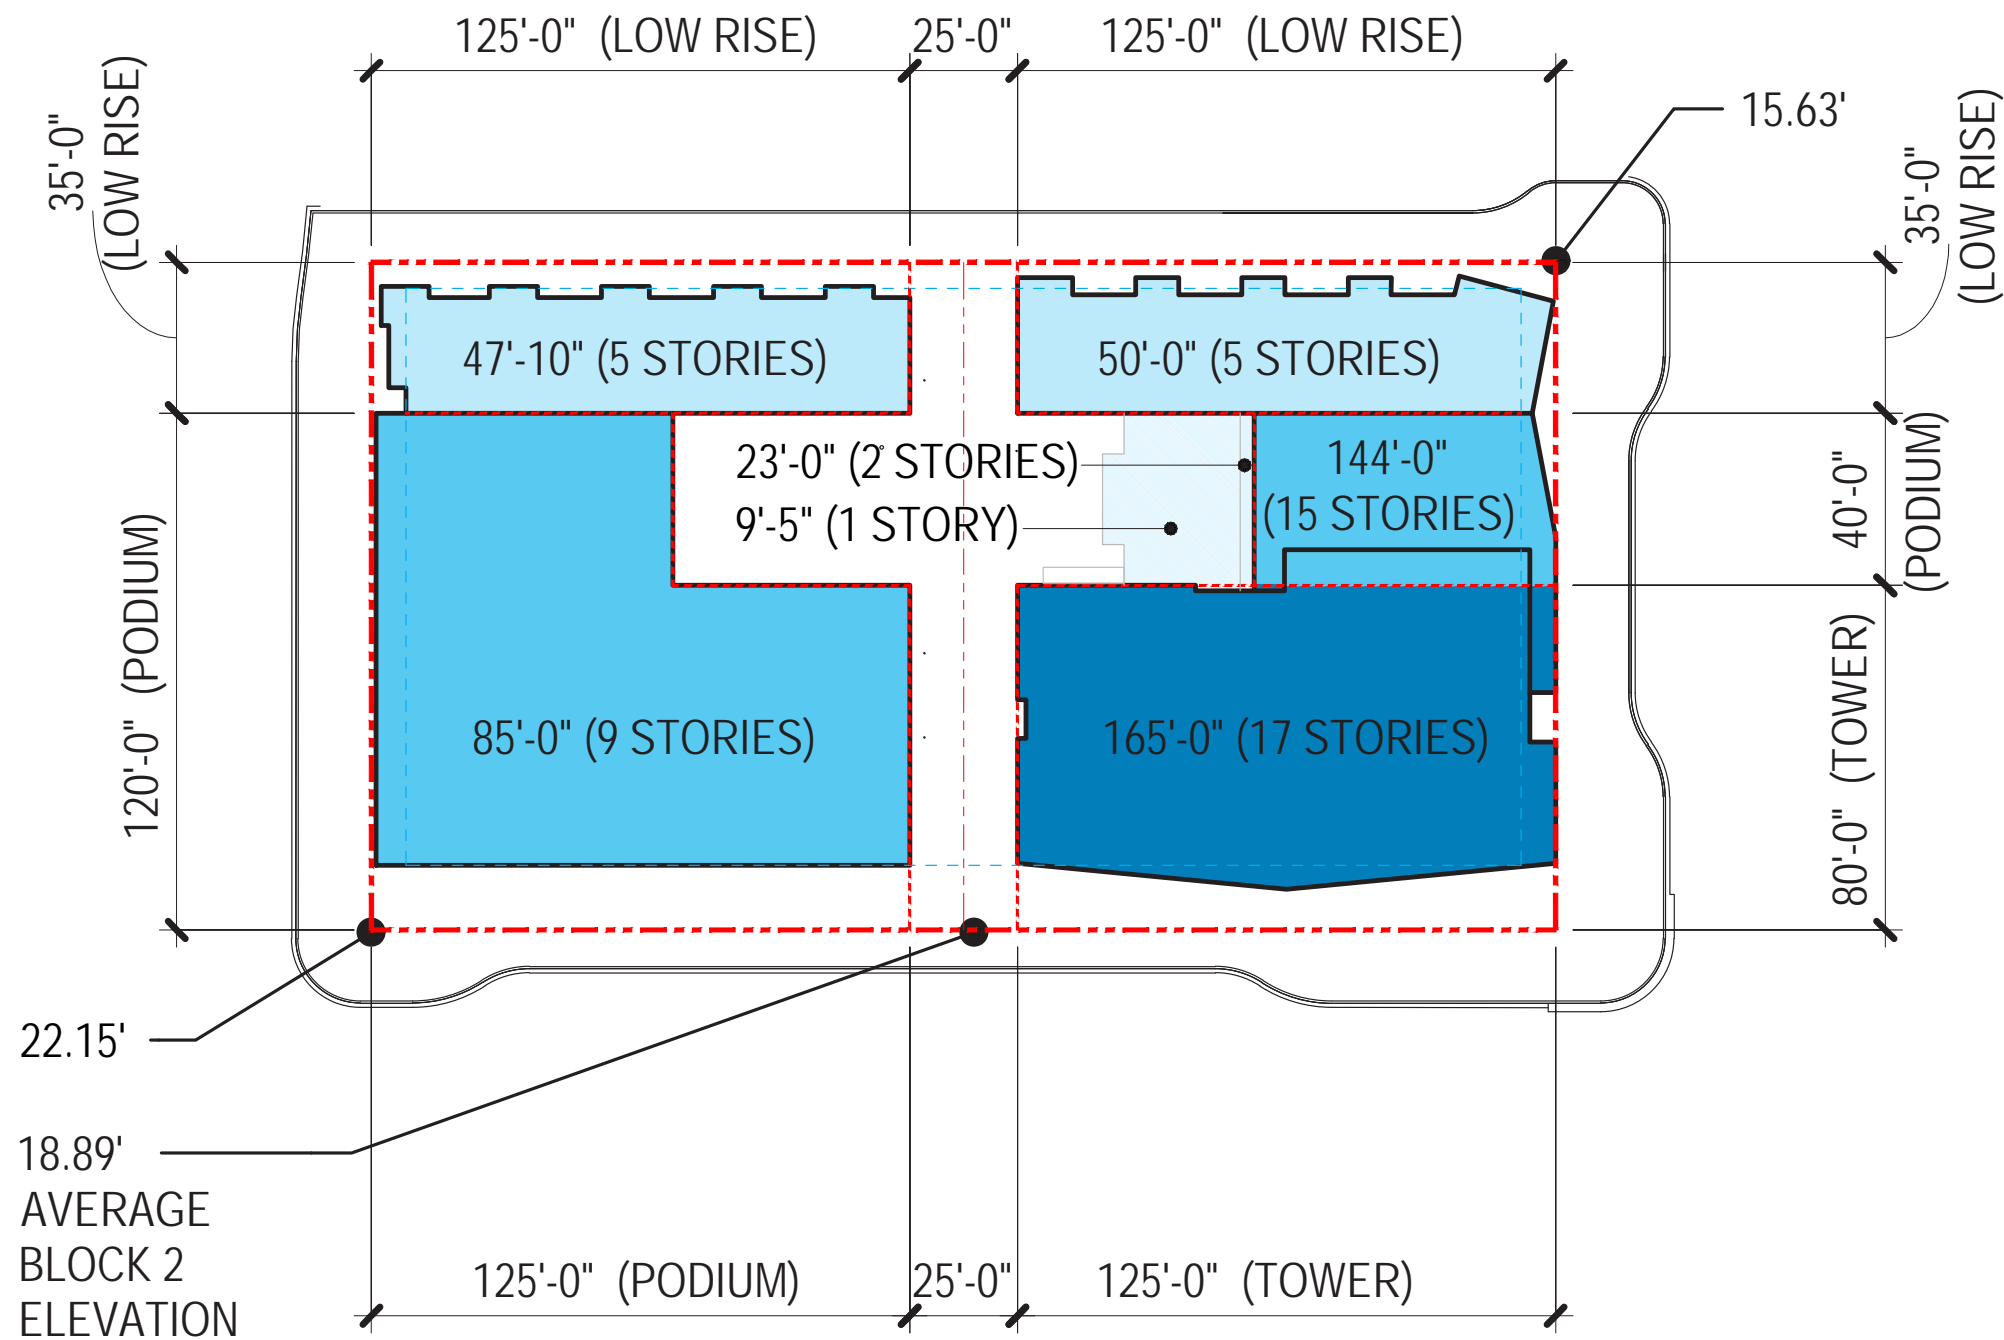 125'-0" (LOW RISE)
25'-0"
125'-0" (LOW RISE)
35'-0"
(LOW RISE)
15.63'
35'-0"
(LOW RISE)
47'-10" (5 STORIES)
50'-0" (5 STORIES)
23'-0" (2 STORIES)
9'-5" (1 STORY)
144'-0"
(15 STORIES)
40'-0"
(PODIUM)
120'-0" (PODIUM)
85'-0" (9 STORIES)
165'-0" (17 STORIES)
80'-0" (TOWER)
22.15'
18.89'
AVERAGE
BLOCK 2
ELEVATION
125'-0" (PODIUM)
25'-0"
125'-0" (TOWER)